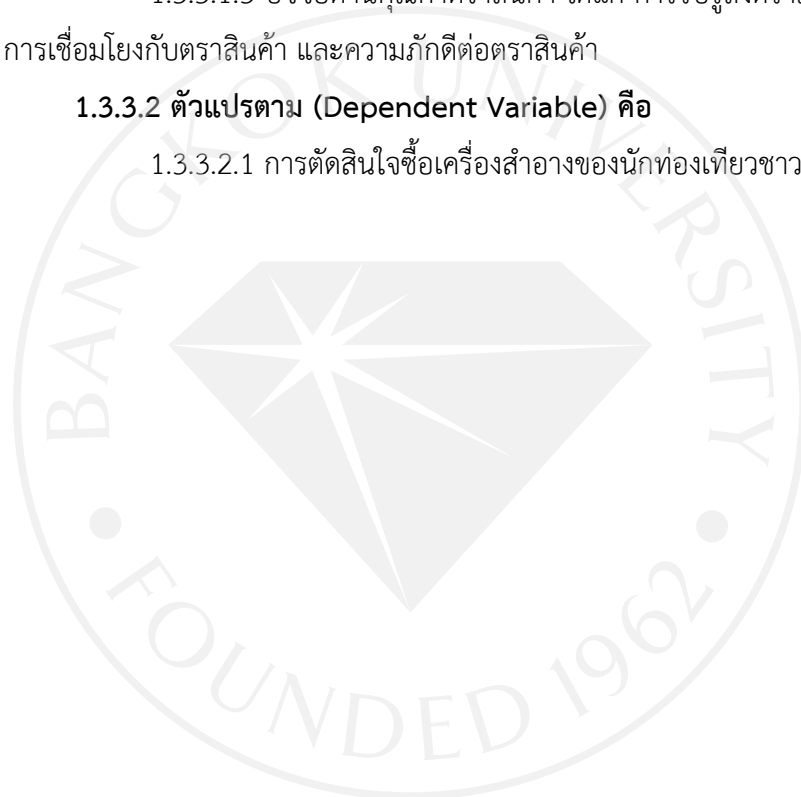 การเชื่อมโยงกับตราสินค้า และความภักดีต่อตราสินค้า
1.3.3.2 ตัวแปรตาม (Dependent Variable) คือ
1.3.3.2.1 การตัดสินใจซื้อเครื่องสำอางของนักท่องเที่ยวชาว
BANGKOK UNIVERSITY
FOUNDED 1962